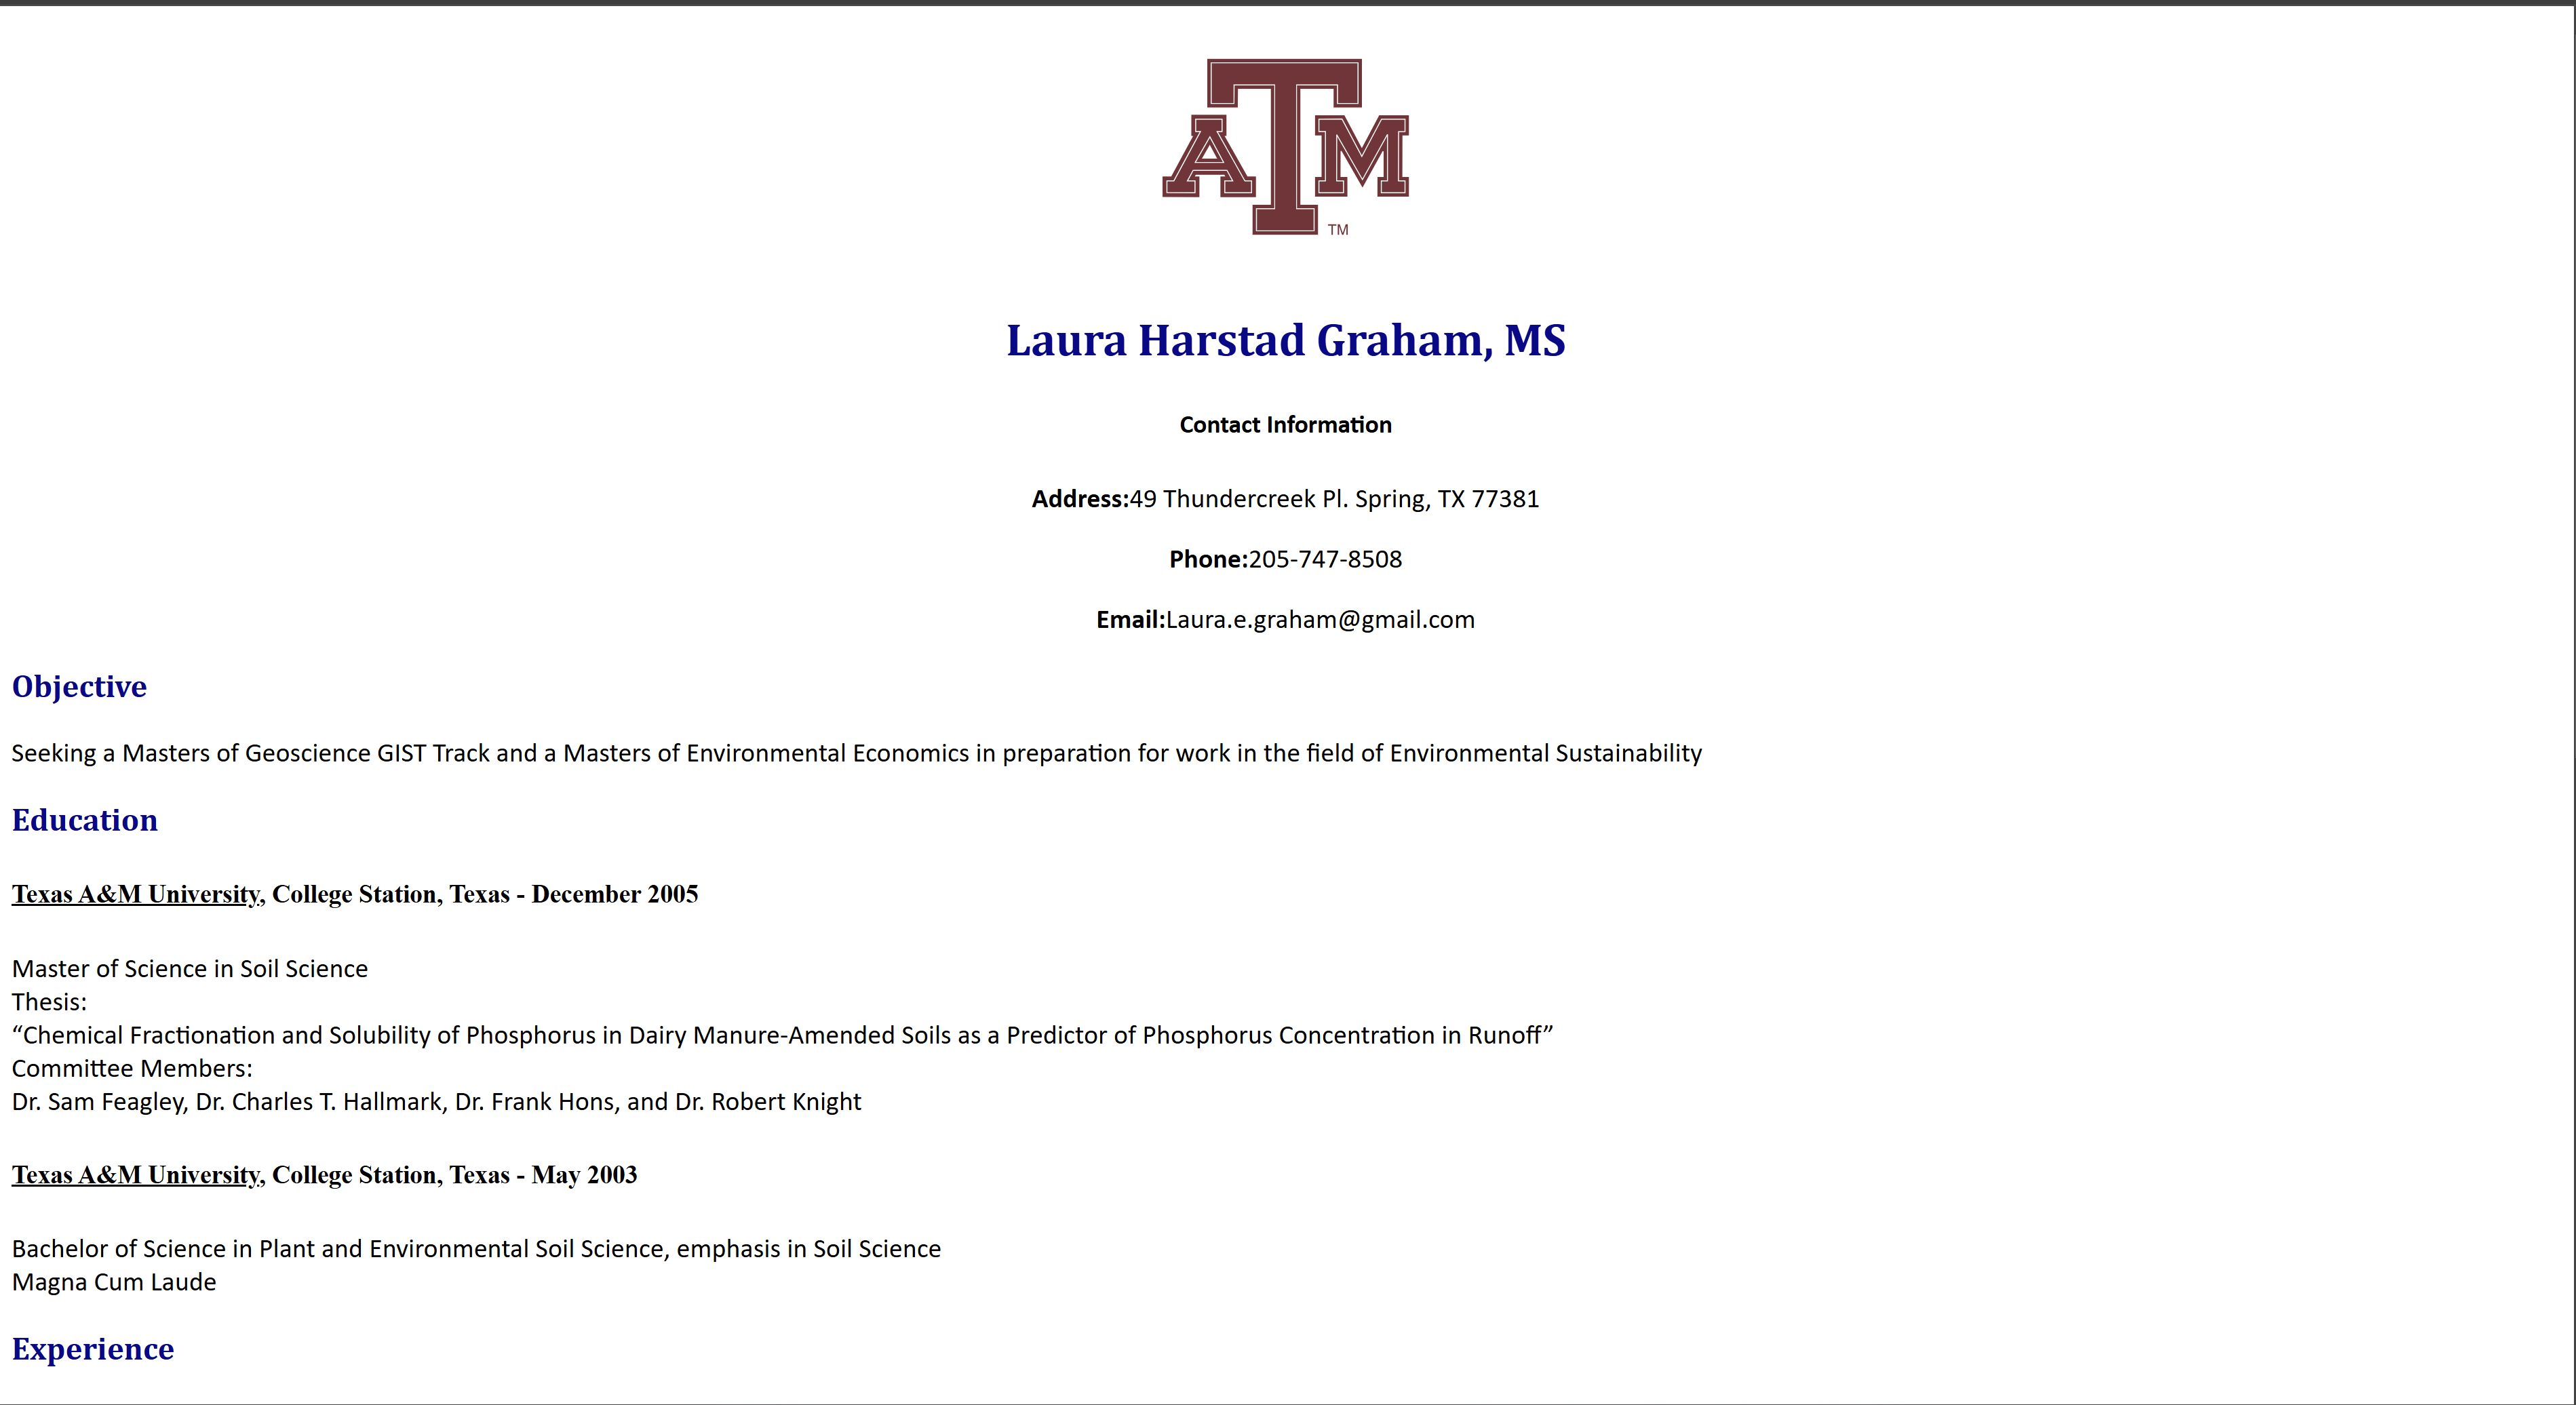 ATM
TM
Laura Harstad Graham, MS
Contact Information
Address:49 Thundercreek Pl. Spring, TX 77381
Phone:205-747-8508
Email:Laura.e.graham@gmail.com
Objective
Seeking a Masters of Geoscience GIST Track and a Masters of Environmental Economics in preparation for work in the field of Environmental Sustainability
Education
Texas A&M University, College Station, Texas - December 2005
Master of Science in Soil Science
Thesis:
“Chemical Fractionation and Solubility of Phosphorus in Dairy Manure-Amended Soils as a Predictor of Phosphorus Concentration in Runoff”
Committee Members:
Dr. Sam Feagley, Dr. Charles T. Hallmark, Dr. Frank Hons, and Dr. Robert Knight
Texas A&M University, College Station, Texas - May 2003
Bachelor of Science in Plant and Environmental Soil Science, emphasis in Soil Science
Magna Cum Laude
Experience